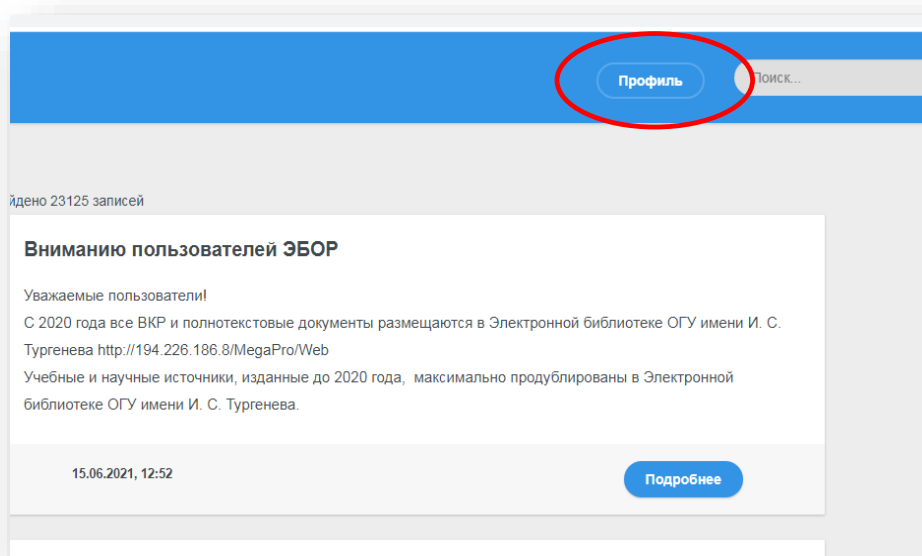 Профиль
Поиск...
йдено 23125 записей
Вниманию пользователей ЭБОР
Уважаемые пользователи!
С 2020 года все ВКР и полнотекстовые документы размещаются в Электронной библиотеке ОГУ имени И. С.
Тургенева http://194.226.186.8/MegaPro/Web
Учебные и научные источники, изданные до 2020 года, максимально продублированы в Электронной
библиотеке ОГУ имени И. С. Тургенева.
15.06.2021, 12:52
Подробнее